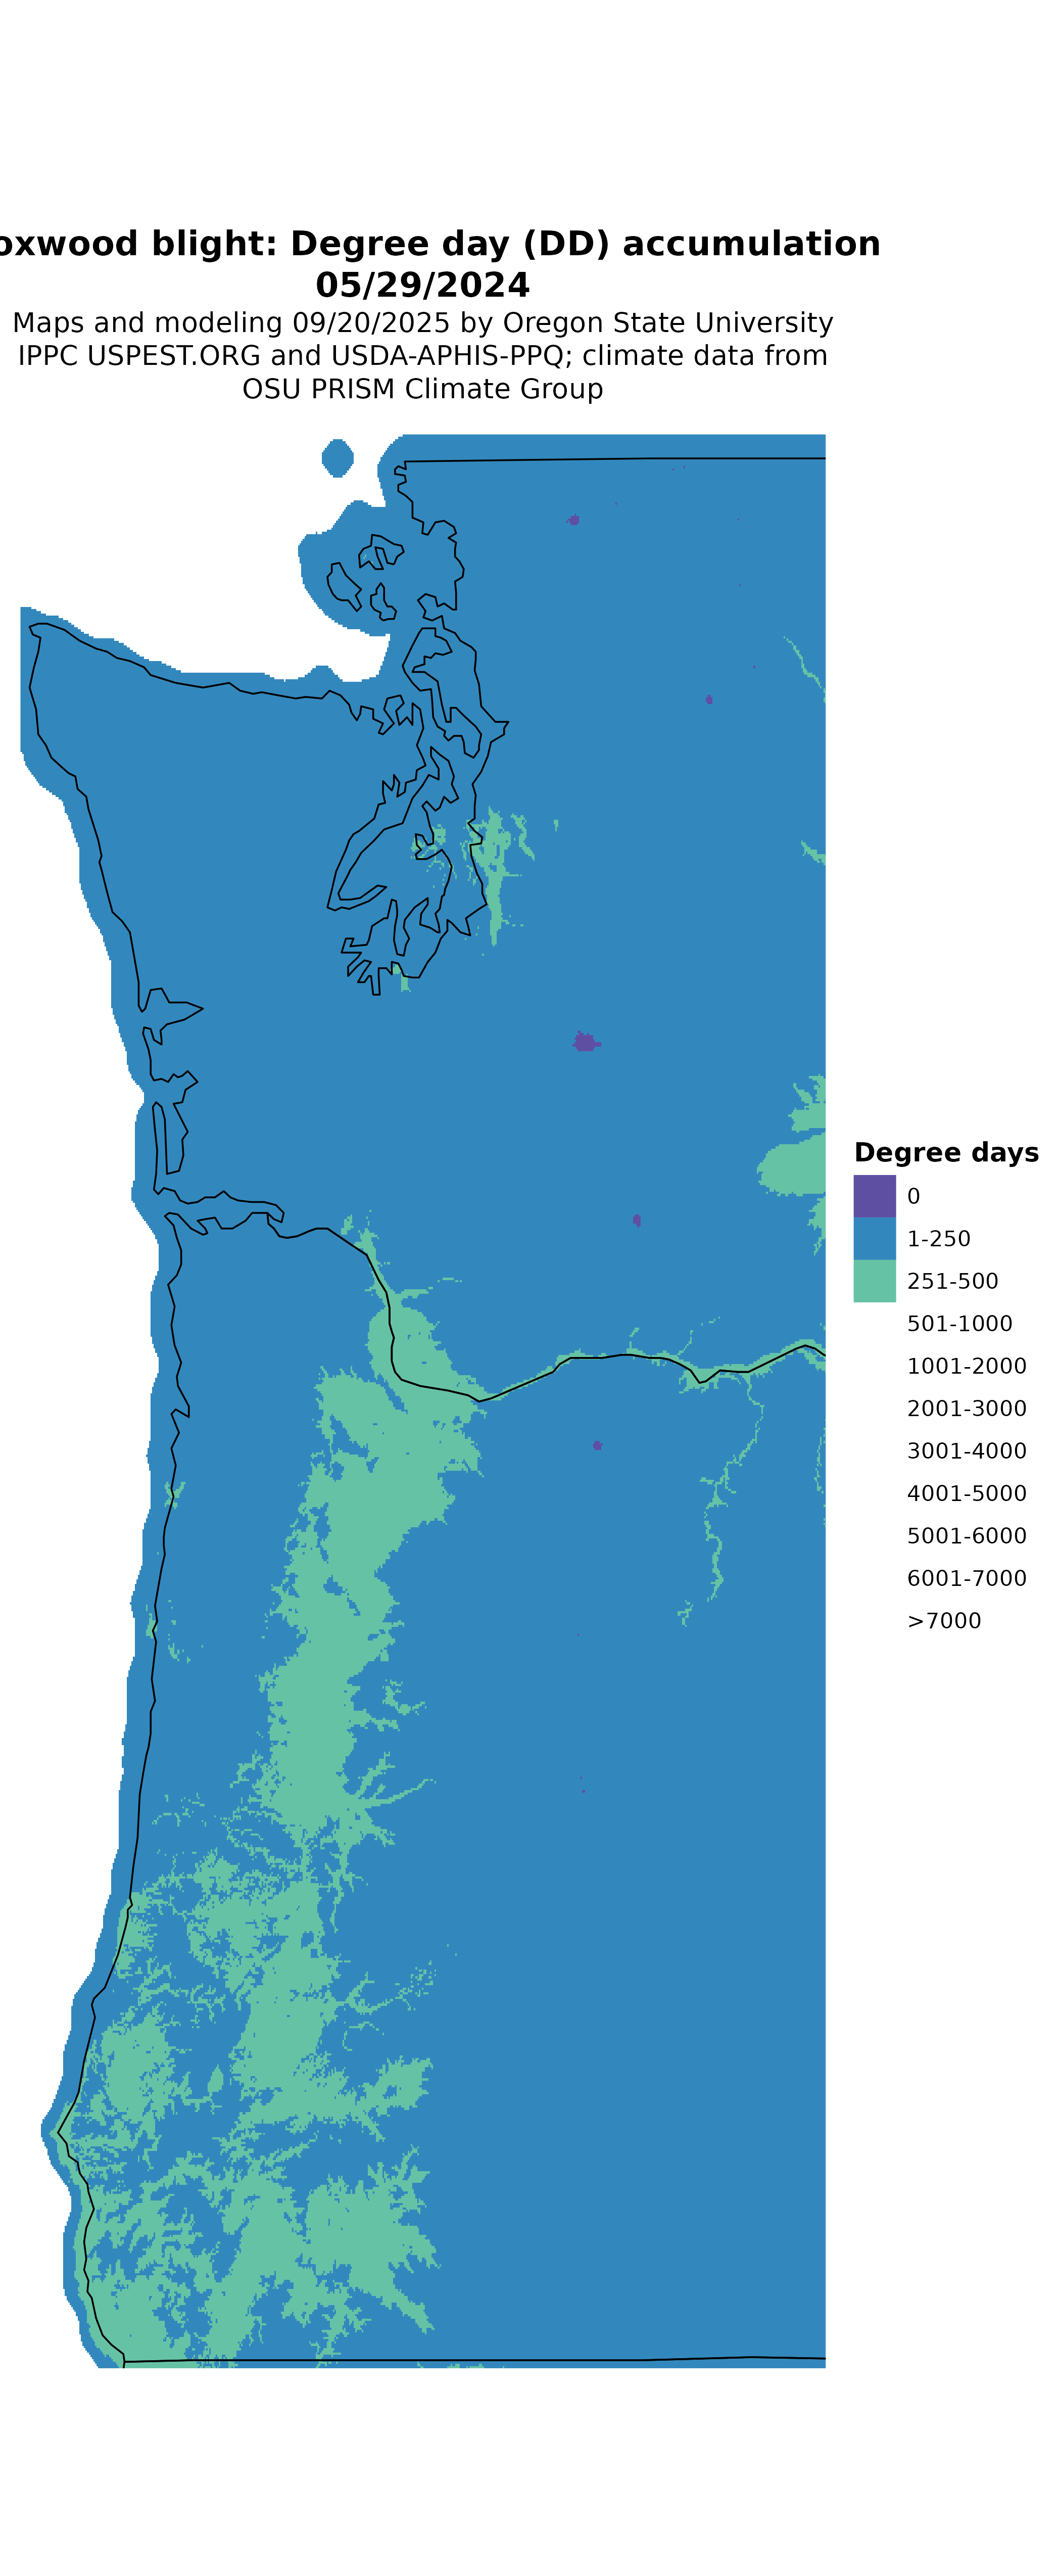 oxwood blight: Degree day (DD) accumulation
05/29/2024
Maps and modeling 09/20/2025 by Oregon State University
IPPC USPEST.ORG and USDA-APHIS-PPQ; climate data from
OSU PRISM Climate Group
Degree days
0
1-250
251-500
501-1000
1001-2000
2001-3000
3001-4000
4001-5000
5001-6000
6001-7000
>7000